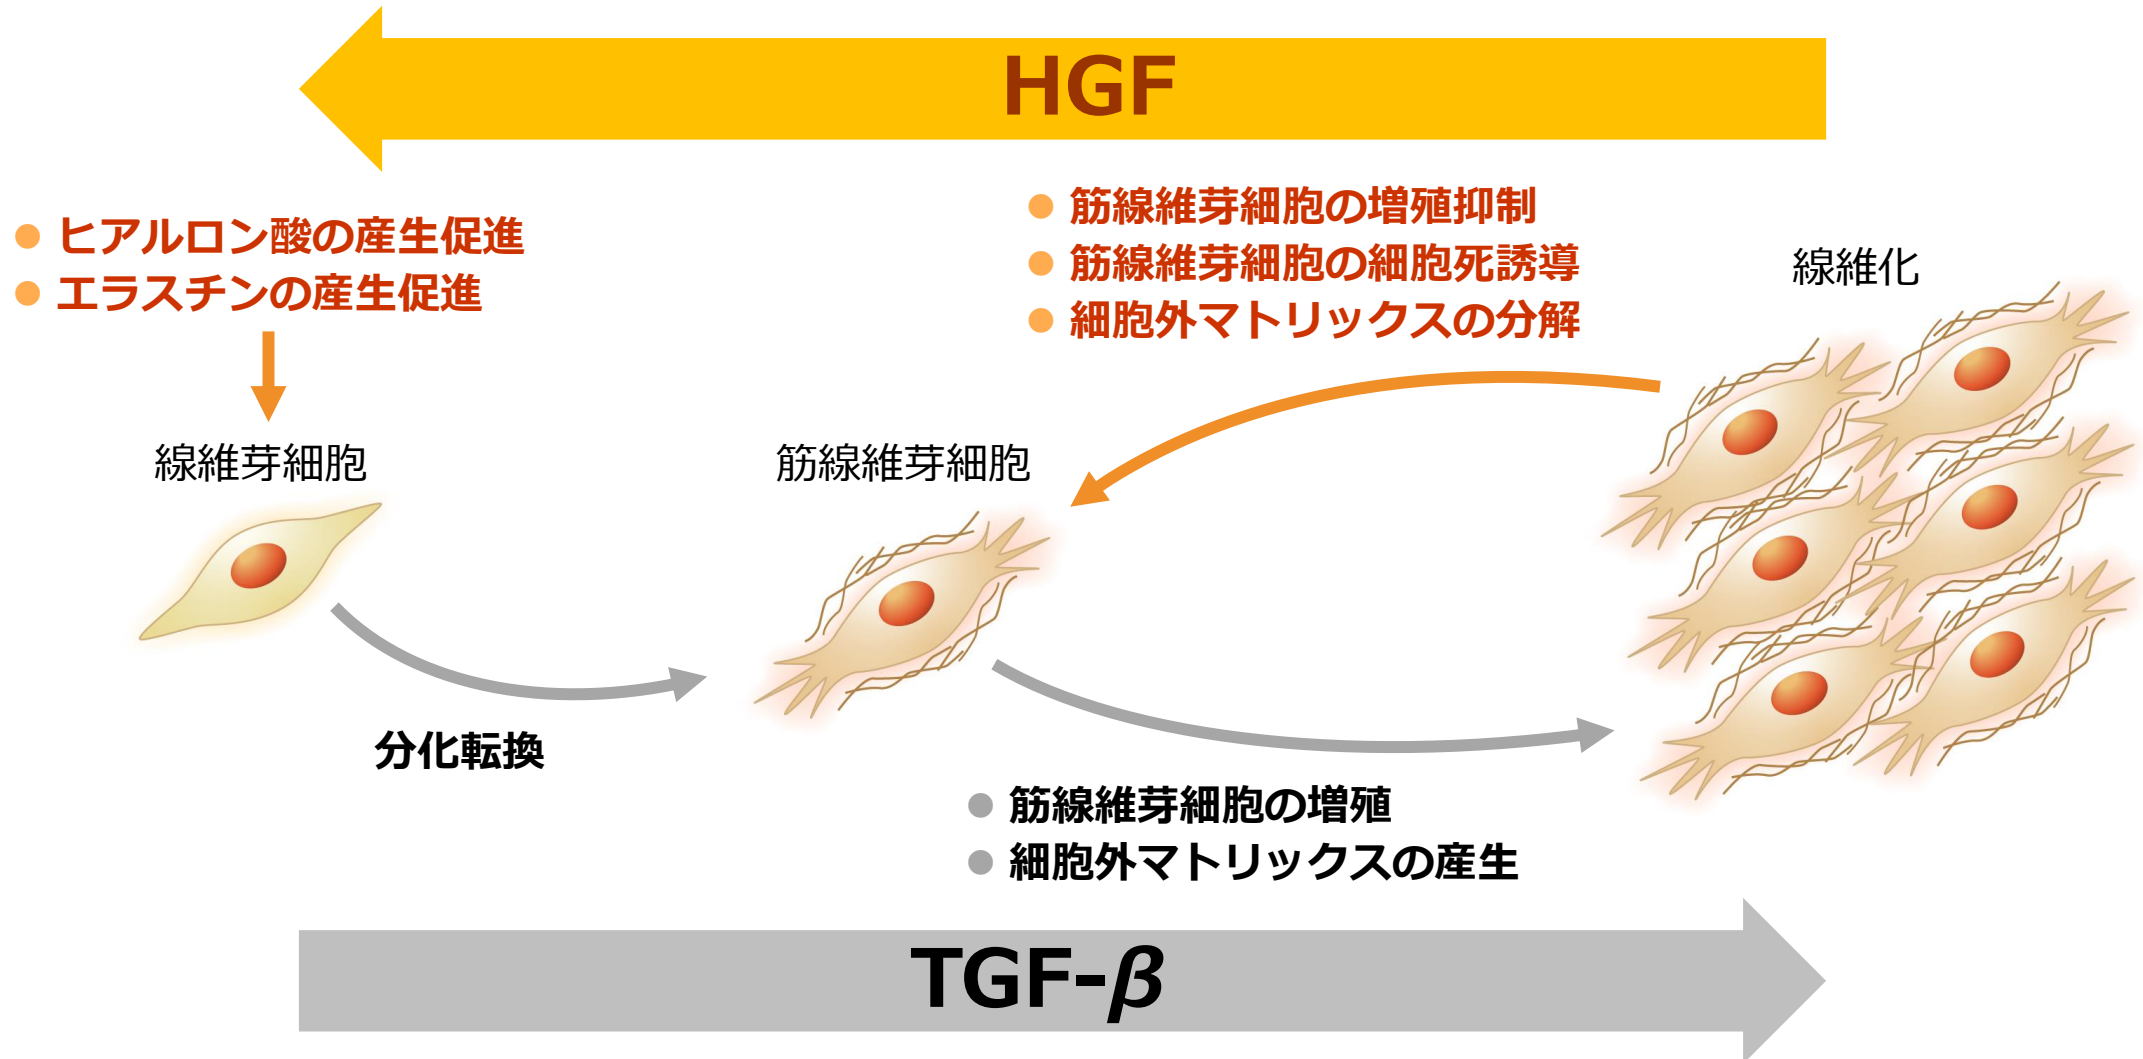 HGF
● ヒアルロン酸の産生促進
● エラスチンの産生促進
● 筋線維芽細胞の増殖抑制
● 筋線維芽細胞の細胞死誘導
● 細胞外マトリックスの分解
線維化
線維芽細胞
筋線維芽細胞
分化転換
● 筋線維芽細胞の増殖
● 細胞外マトリックスの産生
TGF-β